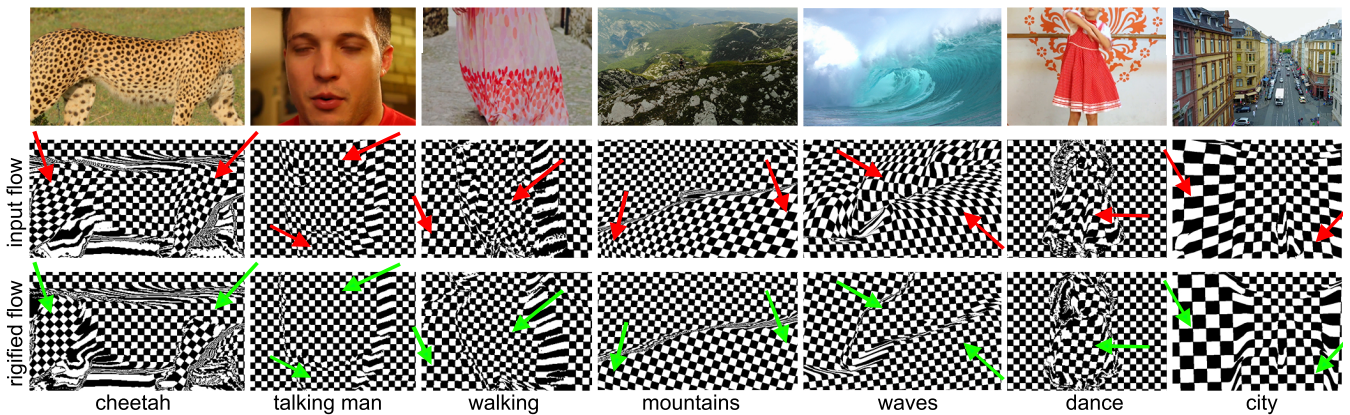 input flow
rigified flow
cheetah
talking man
walking
mountains
waves
dance
city